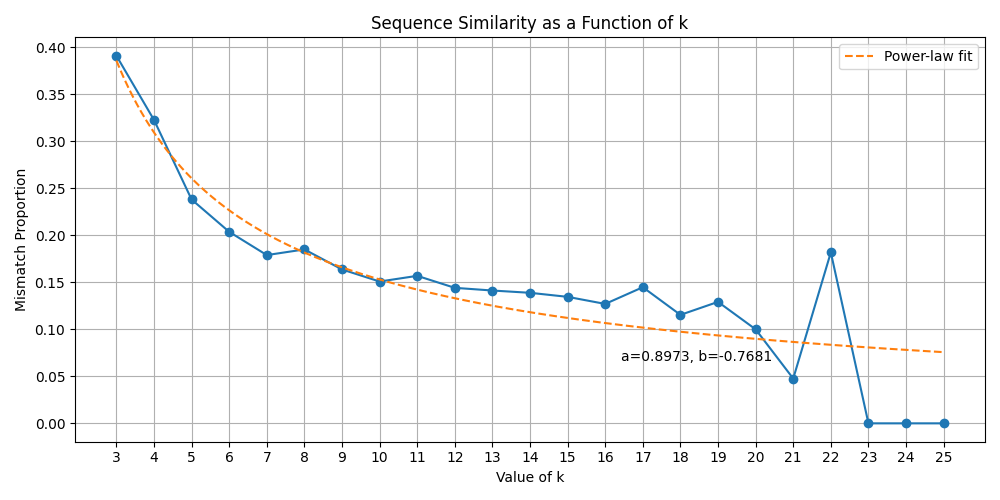 Sequence Similarity as a Function of k
Power-law fit
Mismatch Proportion
0.40
0.35
0.30
0.25
0.20
0.15
0.10
0.05
0.00
a=0.8973, b=-0.7681
3 4 5 6 7 8 9 10 11 12 13 14 15 16 17 18 19 20 21 22 23 24 25
Value of k